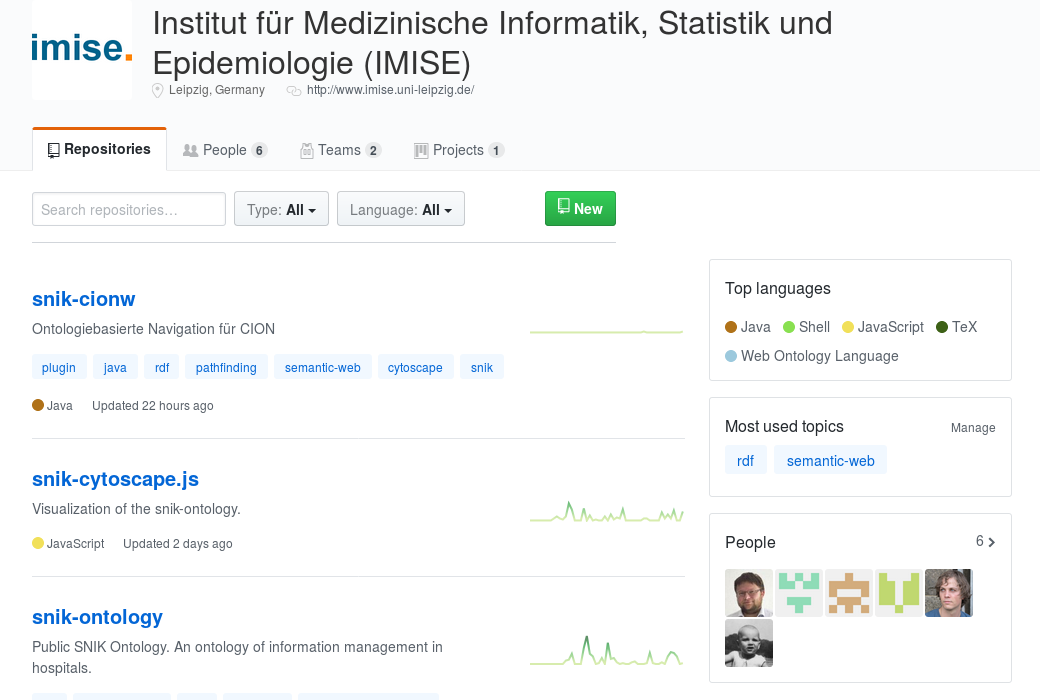 imise.
Institut für Medizinische Informatik, Statistik und
Epidemiologie (IMISE)
Leipzig, Germany http://www.imise.uni-leipzig.de/
Repositories People 6 Teams 2 Projects 1
Search repositories… Type: All Language: All New
snik-cionw
Ontologiebasierte Navigation für CION
plugin java rdf pathfinding semantic-web cytoscape snik
Java Updated 22 hours ago
snik-cytoscape.js
Visualization of the snik-ontology.
JavaScript Updated 2 days ago
snik-ontology
Public SNIK Ontology. An ontology of information management in
hospitals.
Top languages
Java Shell JavaScript TeX
Web Ontology Language
Most used topics Manage
rdf semantic-web
People 6